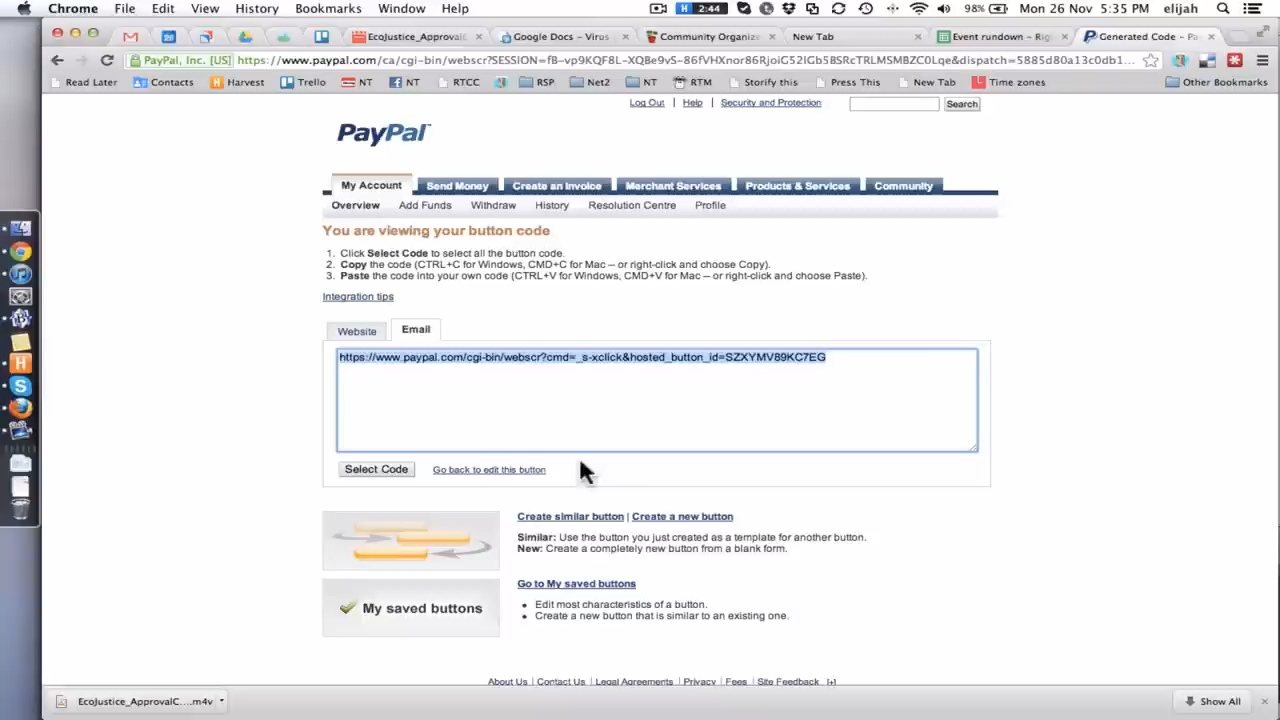 Chrome File Edit View History Bookmarks Window Help 2:44 98% Mon 26 Nov 5:35 PM elijah
EcoJustice_Approval Google Docs - Virus Community Organiz New Tab Event rundown - Rig Generated Code - Pa
PayPal, Inc. [US] https://www.paypal.com/ca/cgi-bin/webscr?SESSION=
Read Later Contacts Harvest Trello NT NT RTCC RSP Net2 NT RTM Storify this Press This New Tab Time zones Other Bookmarks
Log Out | Help | Security and Protection Search
PayPal™
My Account Send Money Create an Invoice Merchant Services Products & Services Community
Overview Add Funds Withdraw History Resolution Centre Profile
You are viewing your button code
1. Click Select Code to select all the button code.
2. Copy the code (CTRL+C for Windows, CMD+C for Mac – or right-click and choose Copy).
3. Paste the code into your own code (CTRL+V for Windows, CMD+V for Mac – or right-click and choose Paste).
Integration tips
Website Email
https://www.paypal.com/cgi-bin/webscr?cmd=_s-xclick&hosted_button_id=SZXYMV89KC7EG
Select Code Go back to edit this button
Create similar button | Create a new button
Similar: Use the button you just created as a template for another button.
New: Create a completely new button from a blank form.
Go to My saved buttons
My saved buttons
• Edit most characteristics of a button.
• Create a new button that is similar to an existing one.
About Us | Contact Us | Legal Agreements | Privacy | Fees | Site Feedback [+]
EcoJustice_ApprovalC....m4v Show All